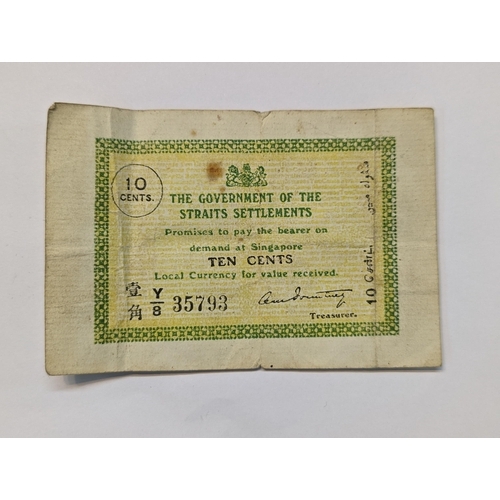 10
CENTS.
THE GOVERNMENT OF THE
STRAITS SETTLEMENTS
Promises to pay the bearer on
demand at Singapore
TEN CENTS
Local Currency for value received.
壹角
Y/8 35793
Treasurer.
10